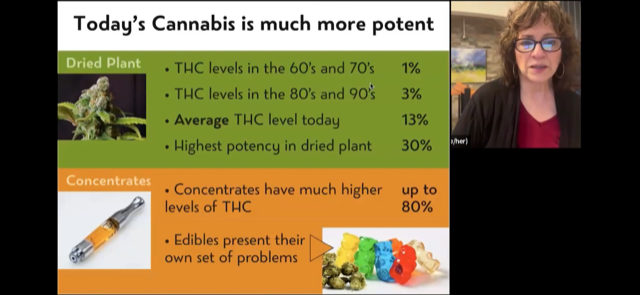 Today's Cannabis is much more potent
Dried Plant
• THC levels in the 60's and 70's 1%
• THC levels in the 80's and 90's 3%
• Average THC level today 13%
• Highest potency in dried plant 30%
Concentrates
• Concentrates have much higher up to
levels of THC 80%
• Edibles present their
own set of problems
e/her)